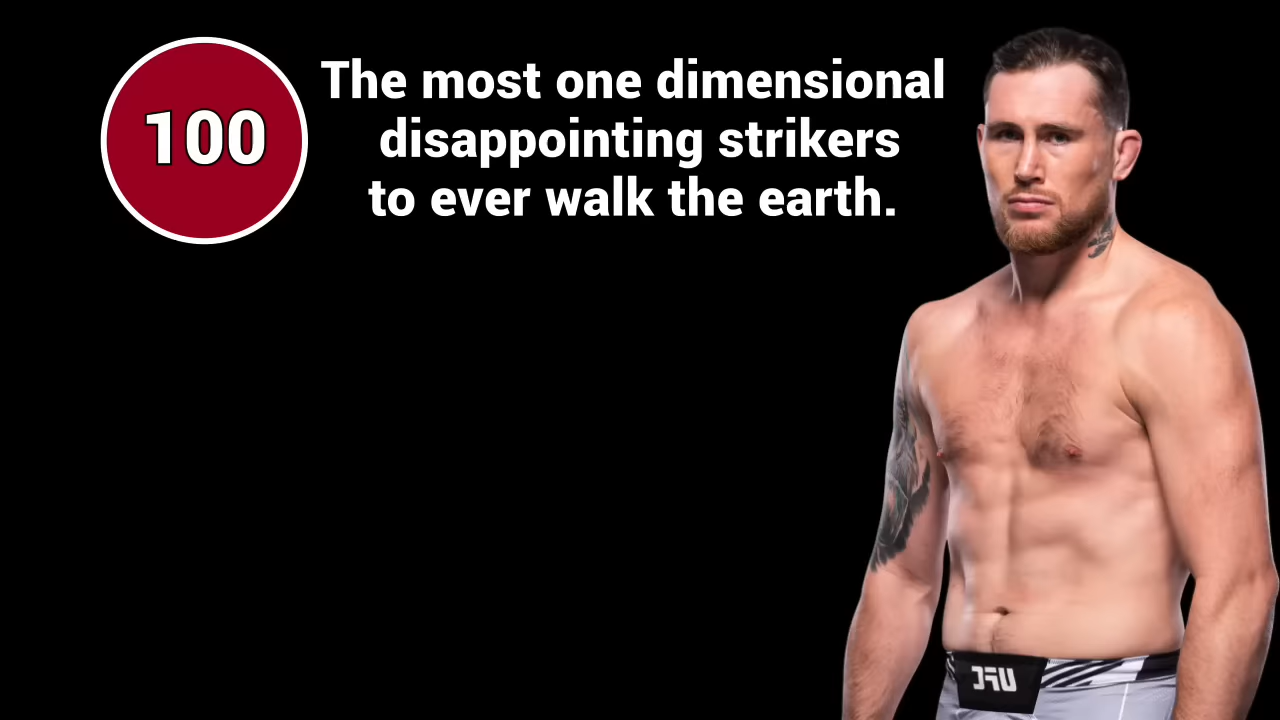 100
The most one dimensional
disappointing strikers
to ever walk the earth.
UFC